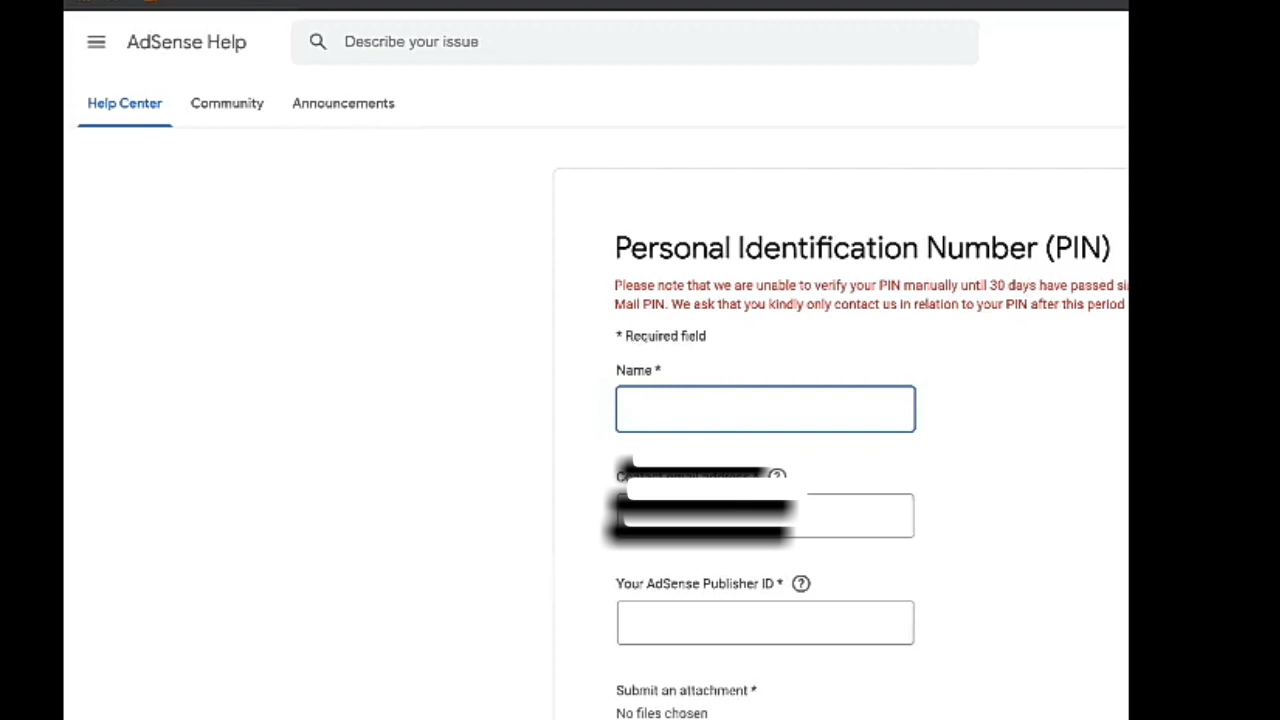 AdSense Help
Describe your issue
Help Center Community Announcements
Personal Identification Number (PIN)
Please note that we are unable to verify your PIN manually until 30 days have passed si
Mail PIN. We ask that you kindly only contact us in relation to your PIN after this period
* Required field
Name *
Your AdSense Publisher ID *
Submit an attachment *
No files chosen